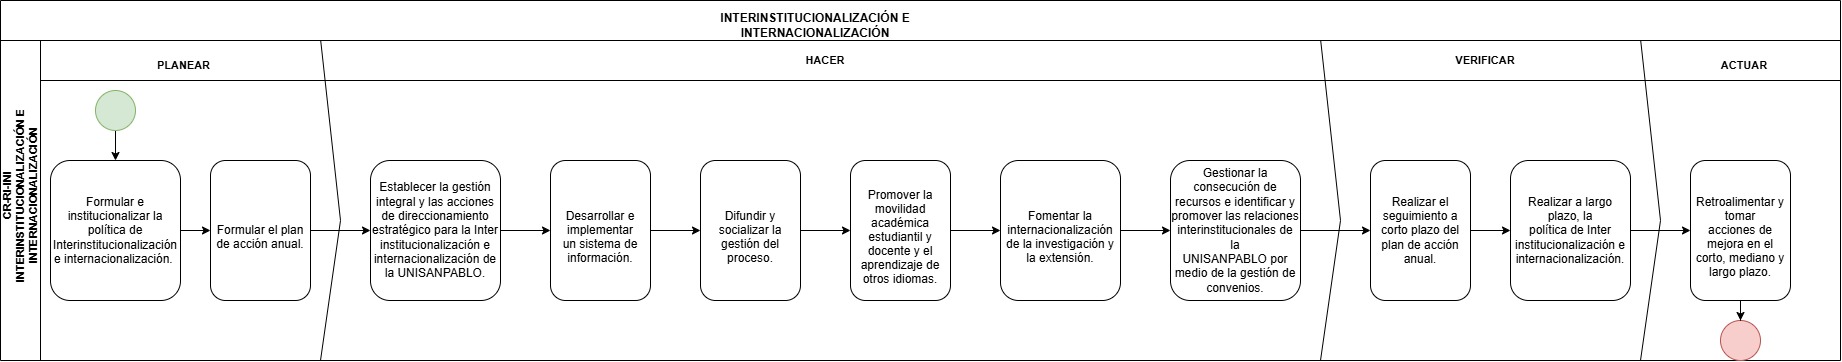 INTERINSTITUCIONALIZACIÓN E
INTERNACIONALIZACIÓN
CR-RI-INI
INTERINSTITUCIONALIZACIÓN E
INTERNACIONALIZACIÓN
PLANEAR
HACER
VERIFICAR
ACTUAR
Formular e
institucionalizar la
política de
Interinstitucionalización
e internacionalización.
Formular el plan
de acción anual.
Establecer la gestión
integral y las acciones
de direccionamiento
estratégico para la Inter
institucionalización e
internacionalización de
la UNISANPABLO.
Desarrollar e
implementar
un sistema de
información.
Difundir y
socializar la
gestión del
proceso.
Promover la
movilidad
académica
estudiantil y
docente y el
aprendizaje de
otros idiomas.
Fomentar la
internacionalización
de la investigación y
la extensión.
Gestionar la
consecución de
recursos e identificar y
promover las relaciones
interinstitucionales de
la
UNISANPABLO por
medio de la gestión de
convenios.
Realizar el
seguimiento a
corto plazo del
plan de acción
anual.
Realizar a largo
plazo, la
política de Inter
institucionalización e
internacionalización.
Retroalimentar y
tomar
acciones de
mejora en el
corto, mediano y
largo plazo.